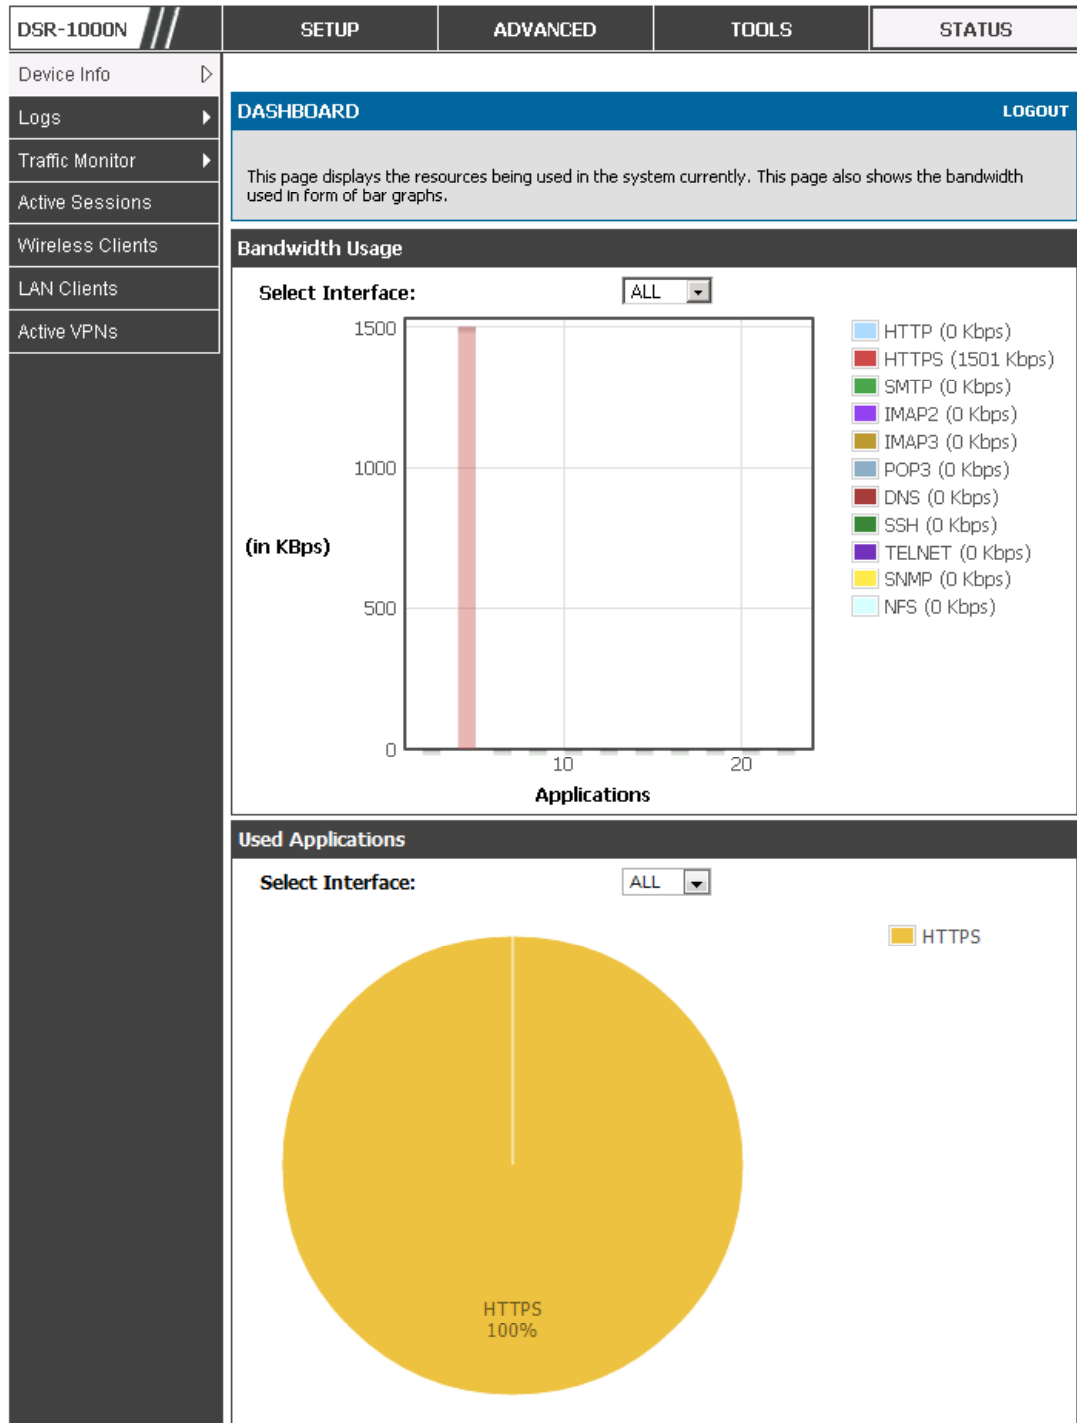 DSR-1000N
SETUP
ADVANCED
TOOLS
STATUS
Device Info
Logs
Traffic Monitor
Active Sessions
Wireless Clients
LAN Clients
Active VPNs
DASHBOARD
LOGOUT
This page displays the resources being used in the system currently. This page also shows the bandwidth
used in form of bar graphs.
Bandwidth Usage
Select Interface:
ALL
1500
1000
(in KBps)
500
0
10
20
Applications
HTTP (0 Kbps)
HTTPS (1501 Kbps)
SMTP (0 Kbps)
IMAP2 (0 Kbps)
IMAP3 (0 Kbps)
POP3 (0 Kbps)
DNS (0 Kbps)
SSH (0 Kbps)
TELNET (0 Kbps)
SNMP (0 Kbps)
NFS (0 Kbps)
Used Applications
Select Interface:
ALL
HTTPS
HTTPS
100%